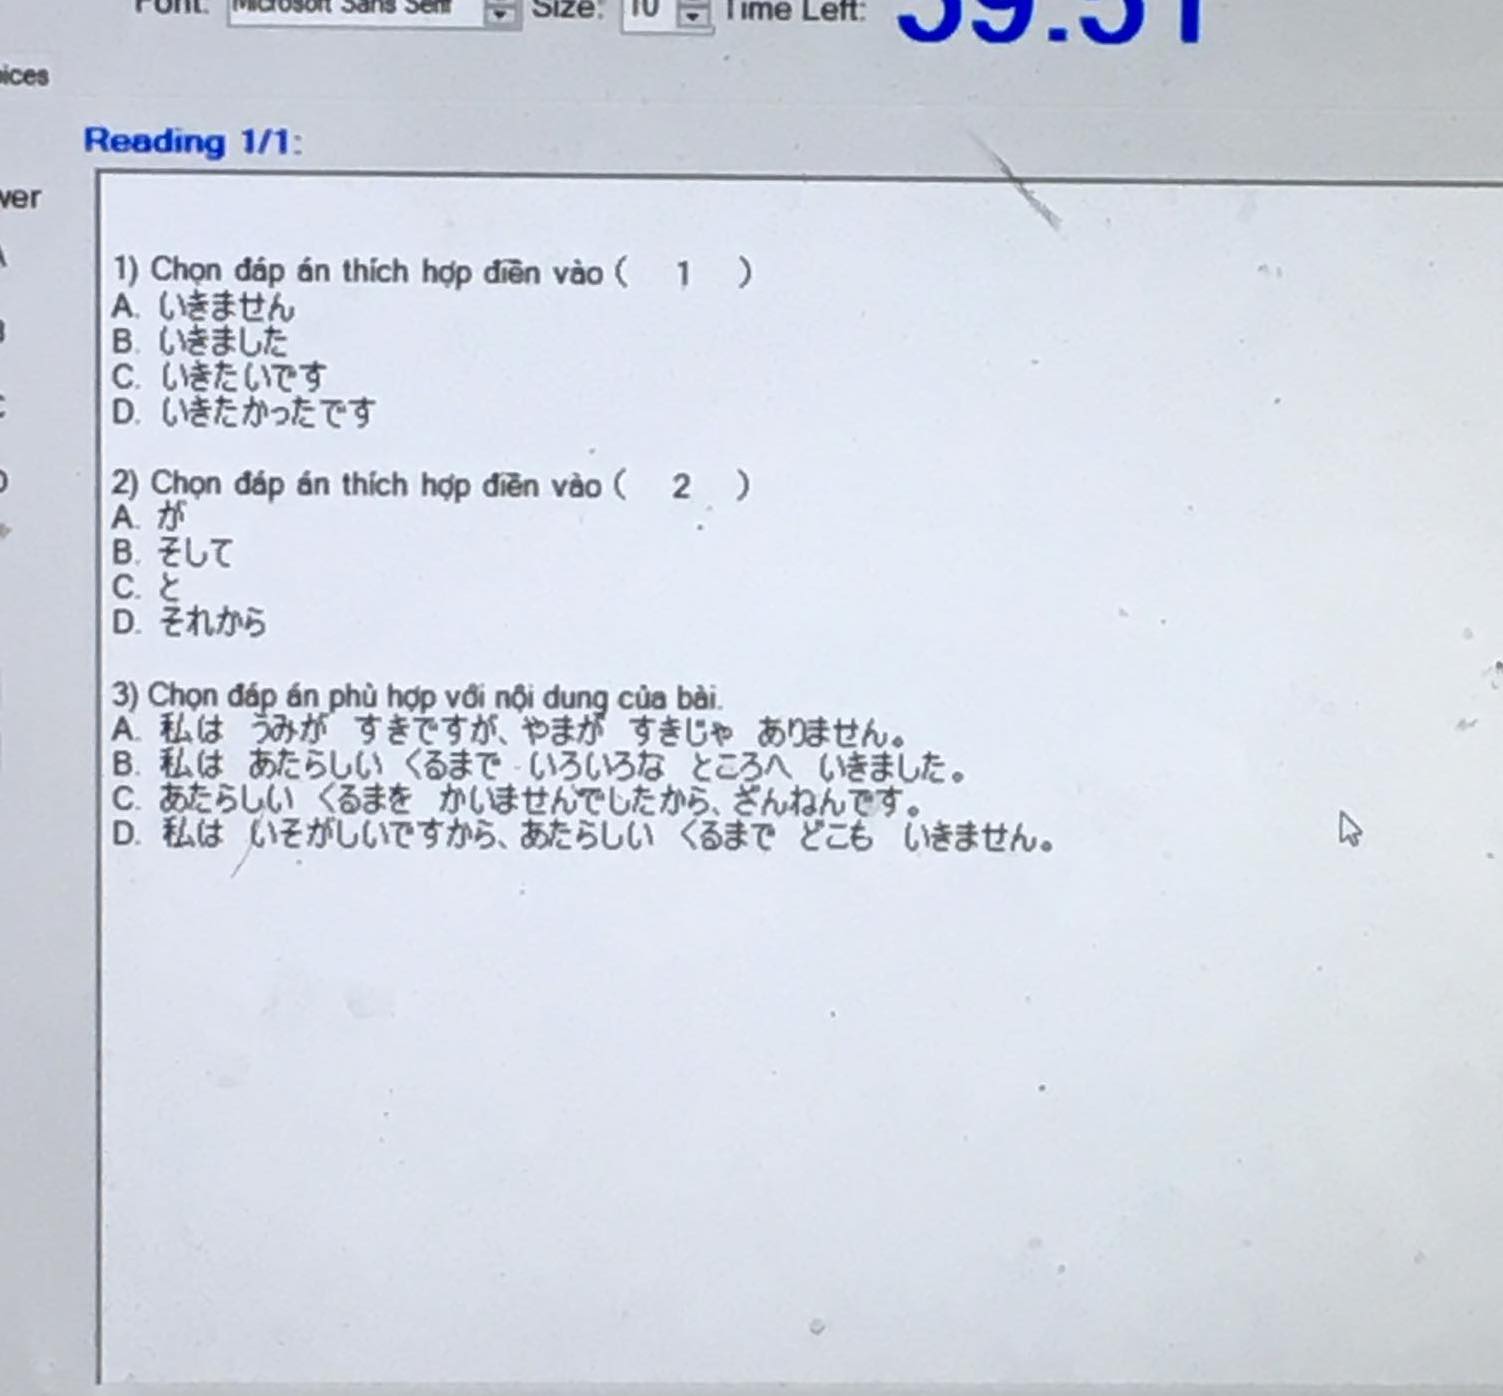 Font: Microsoft Sans Serif Size: 10 Time Left: 59:51
ices
Reading 1/1:
wer
1) Chọn đáp án thích hợp điền vào ( 1 )
A. いきません
B. いきました
C. いきたいです
D. いきたかったです
2) Chọn đáp án thích hợp điền vào ( 2 )
A. が
B. そして
C. と
D. それから
3) Chọn đáp án phù hợp với nội dung của bài.
A. 私は うみが すきですが、やまが すきじゃ ありません。
B. 私は あたらしい くるまで いろいろな ところへ いきました。
C. あたらしい くるまを かいませんでしたから、ざんねんです。
D. 私は いそがしいですから、あたらしい くるまで どこも いきません。